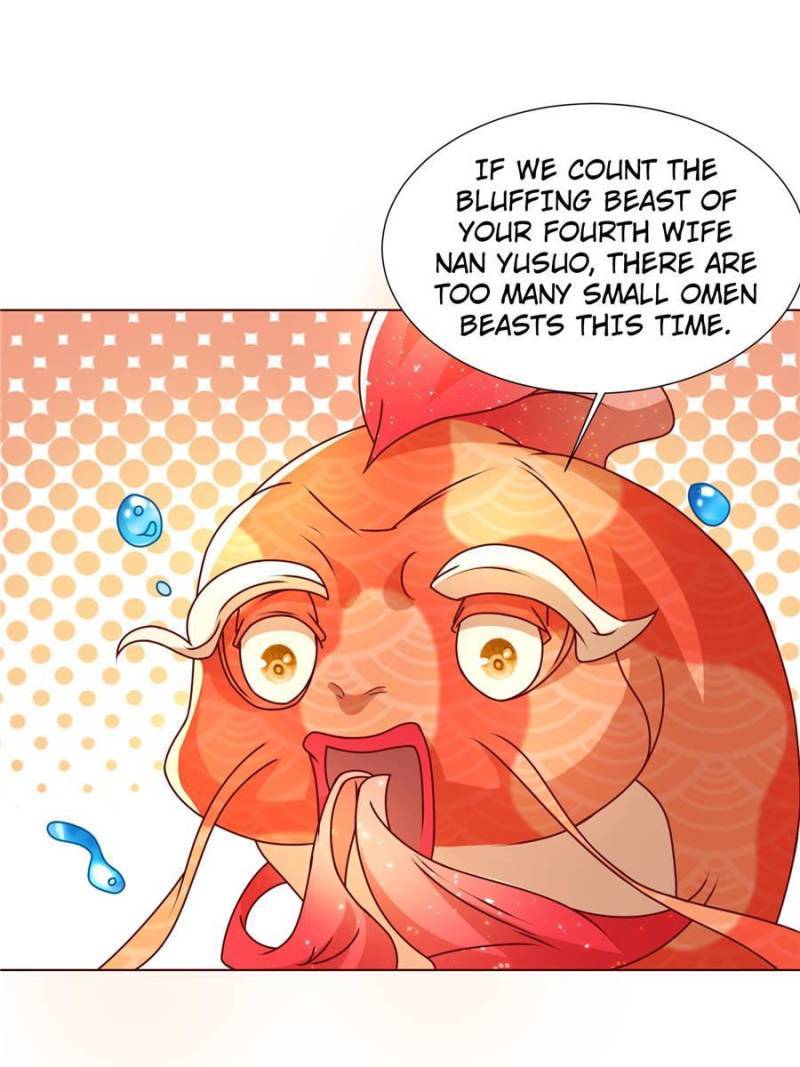 IF WE COUNT THE
BLUFFING BEAST OF
YOUR FOURTH WIFE
NAN YUSUO, THERE ARE
TOO MANY SMALL OMEN
BEASTS THIS TIME.